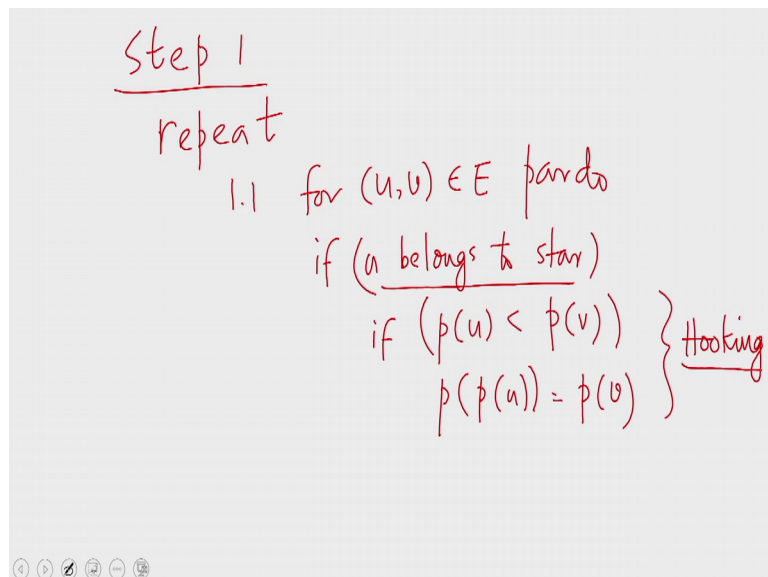 Step 1
repeat
1.1 for (u,v) ∈ E pardo
if (u belongs to star)
if (p(u) < p(v))
p(p(u)) = p(v)
Hooking